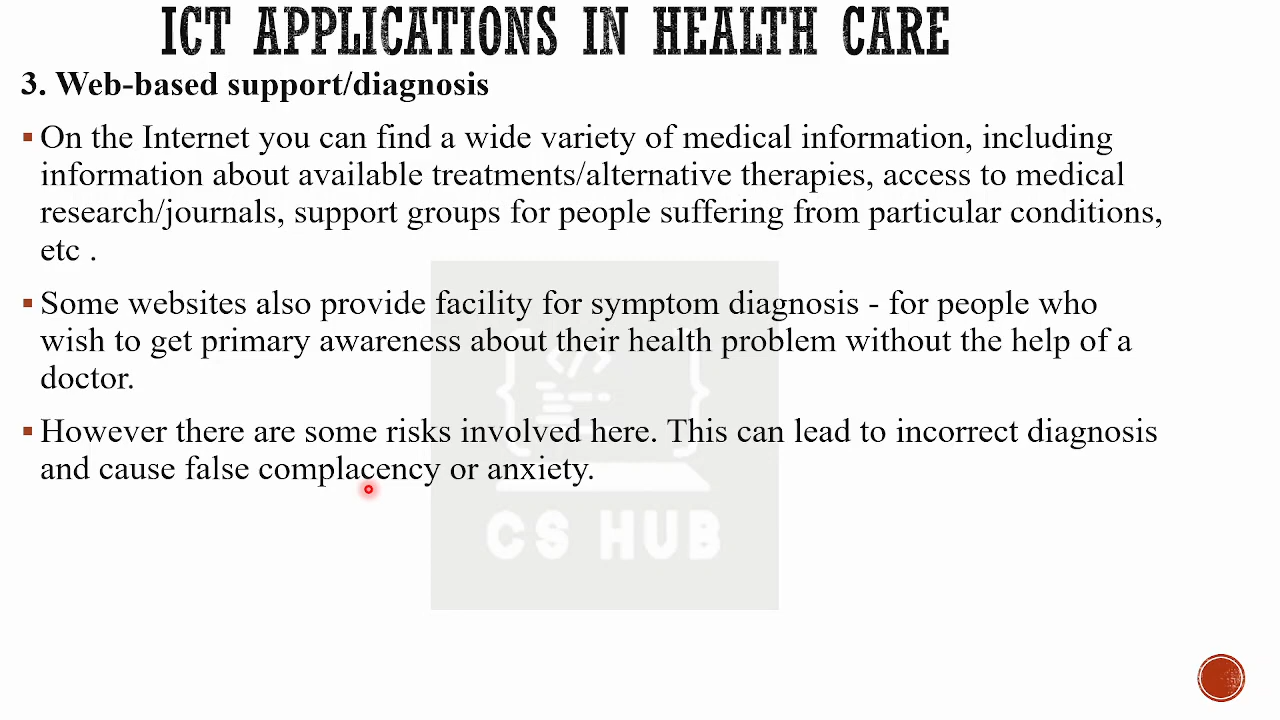 ICT APPLICATIONS IN HEALTH CARE
3. Web-based support/diagnosis
▪ On the Internet you can find a wide variety of medical information, including
information about available treatments/alternative therapies, access to medical
research/journals, support groups for people suffering from particular conditions,
etc .
▪ Some websites also provide facility for symptom diagnosis - for people who
wish to get primary awareness about their health problem without the help of a
doctor.
▪ However there are some risks involved here. This can lead to incorrect diagnosis
and cause false complacency or anxiety.
CS HUB